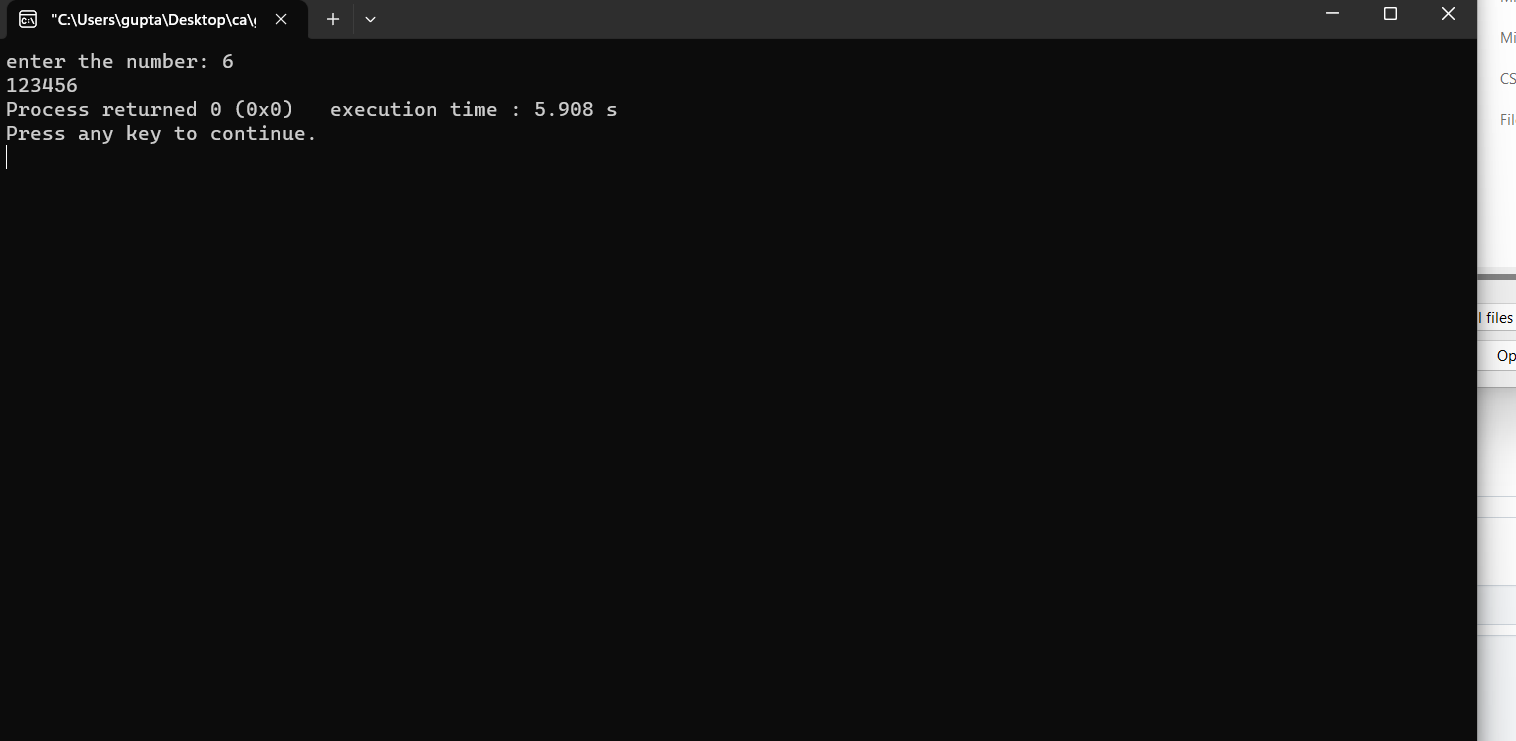 "C:\Users\gupta\Desktop\ca\
enter the number: 6
123456
Process returned 0 (0x0)   execution time : 5.908 s
Press any key to continue.
Mi
CS
Fil
l files
Op